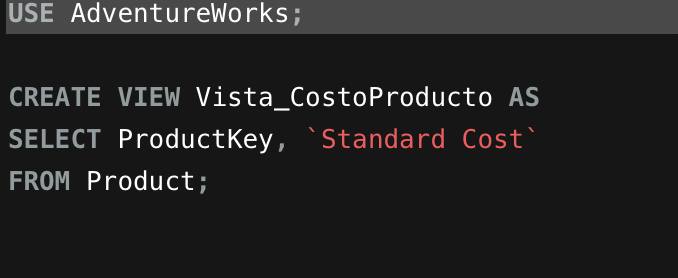 USE AdventureWorks;
CREATE VIEW Vista_CostoProducto AS
SELECT ProductKey, `Standard Cost`
FROM Product;